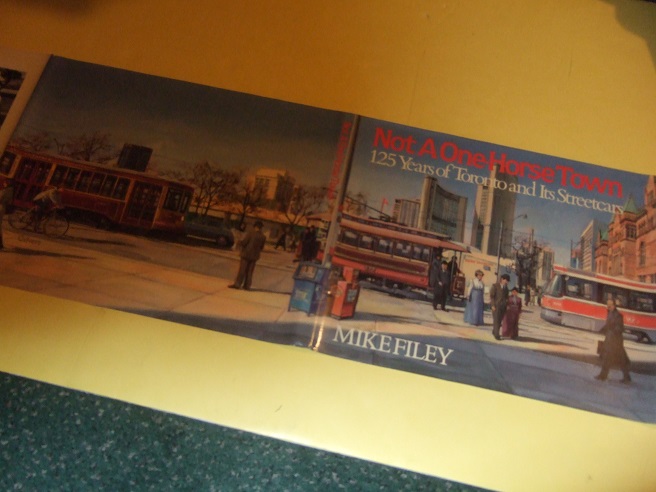 Not A One-Horse Town
125 Years of Toronto and Its Streetcars
MIKE FILEY